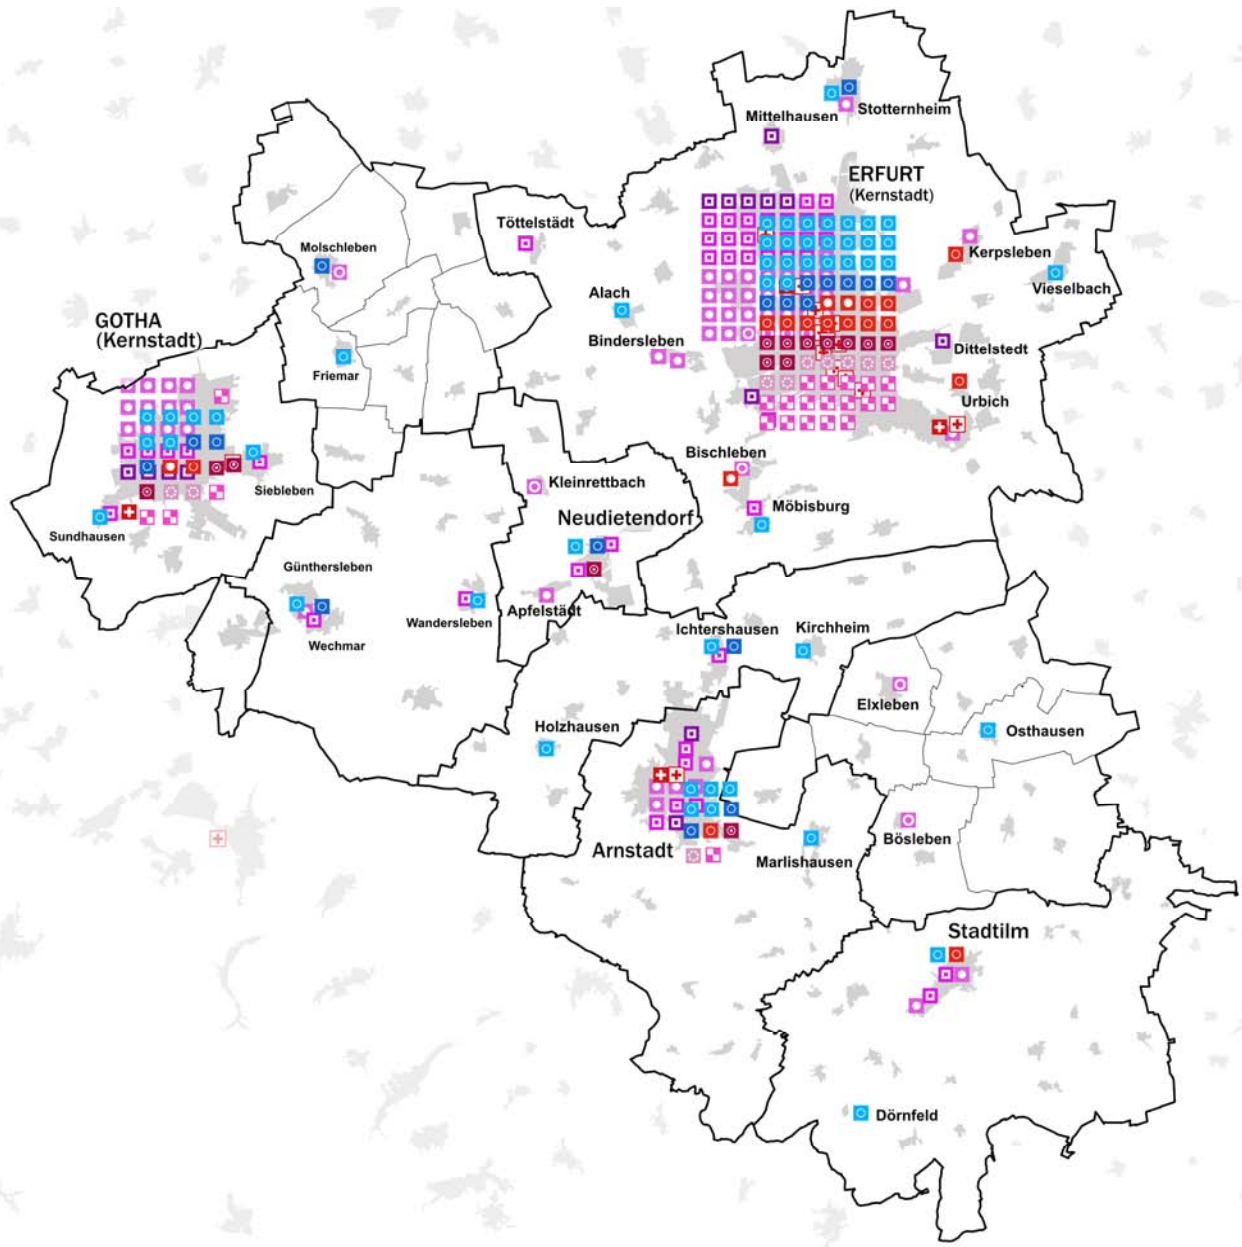 Stotternheim
Mittelhausen
ERFURT
(Kernstadt)
Töttelstädt
Kerpsleben
Molschleben
Vieselbach
Alach
GOTHA
(Kernstadt)
Bindersleben
Dittelstedt
Friemar
Urbich
Bischleben
Kleinrettbach
Siebleben
Möbisburg
Neudietendorf
Sundhausen
Günthersleben
Apfelstädt
Wandersleben
Ichtershausen
Kirchheim
Wechmar
Elxleben
Holzhausen
Osthausen
Bösleben
Arnstadt
Marlishausen
Stadtilm
Dörnfeld